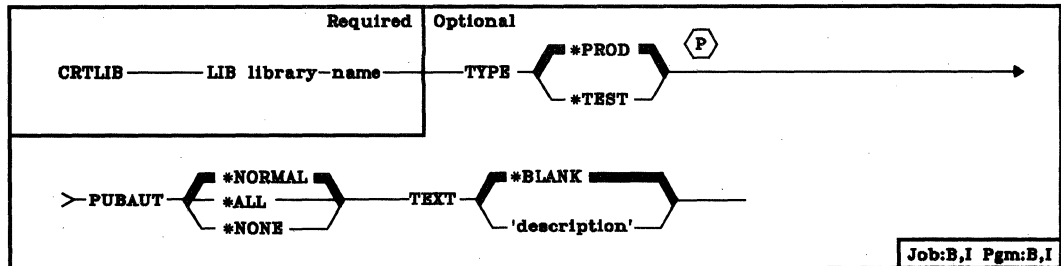 Required Optional
*PROD P
CRTLIB LIB library-name TYPE
*TEST
*NORMAL *BLANK
>PUBAUT *ALL TEXT
*NONE 'description'
Job:B,I Pgm:B,I